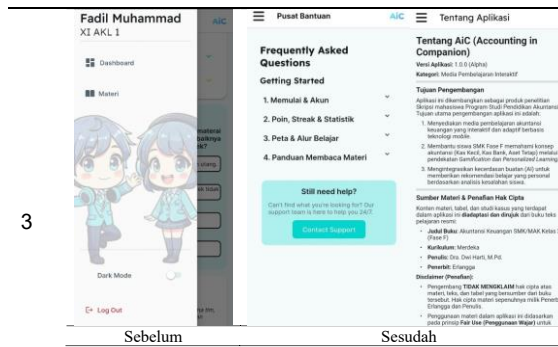 3
Fadil Muhammad
XI AKL 1
AiC
Dashboard
Materi
Dark Mode
Log Out
Pusat Bantuan
AiC
Frequently Asked
Questions
Getting Started
1. Memulai & Akun
2. Poin, Streak & Statistik
3. Peta & Alur Belajar
4. Panduan Membaca Materi
Still need help?
Can't find what you're looking for? Our
support team is here to help you 24/7.
Contact Support
Tentang Aplikasi
Tentang AiC (Accounting in
Companion)
Versi Aplikasi: 1.0.0 (Alpha)
Kategori: Media Pembelajaran Interaktif
Tujuan Pengembangan
Aplikasi ini dikembangkan sebagai produk penelitian
Skripsi mahasiswa Program Studi Pendidikan Akuntansi
Tujuan utama pengembangan aplikasi ini adalah:
1. Menyediakan media pembelajaran akuntansi
keuangan yang interaktif dan adaptif berbasis
teknologi mobile.
2. Membantu siswa SMK Fase F memahami konsep
akuntansi (Kas Kecil, Kas Bank, Aset Tetap) melalui
pendekatan Gamification dan Personalized Learning
3. Mengintegrasikan kecerdasan buatan (AI) untuk
memberikan rekomendasi belajar yang personal
berdasarkan analisis kesalahan siswa.
Sumber Materi & Penafian Hak Cipta
Konten materi, tabel, dan studi kasus yang terdapat
dalam aplikasi ini diadaptasi dan dirujuk dari buku teks
pelajaran resmi:
• Judul Buku: Akuntansi Keuangan SMK/MAK Kelas
(Fase F)
• Kurikulum: Merdeka
• Penulis: Dra. Dwi Harti, M.Pd.
• Penerbit: Erlangga
Disclaimer (Penafian):
• Pengembang TIDAK MENGKLAIM hak cipta atas
materi, teks, dan tabel yang bersumber dari buku
tersebut. Hak cipta materi sepenuhnya milik Penerbit
Erlangga dan Penulis.
• Penggunaan materi dalam aplikasi ini didasarkan
pada prinsip Fair Use (Penggunaan Wajar) untuk
Sebelum
Sesudah